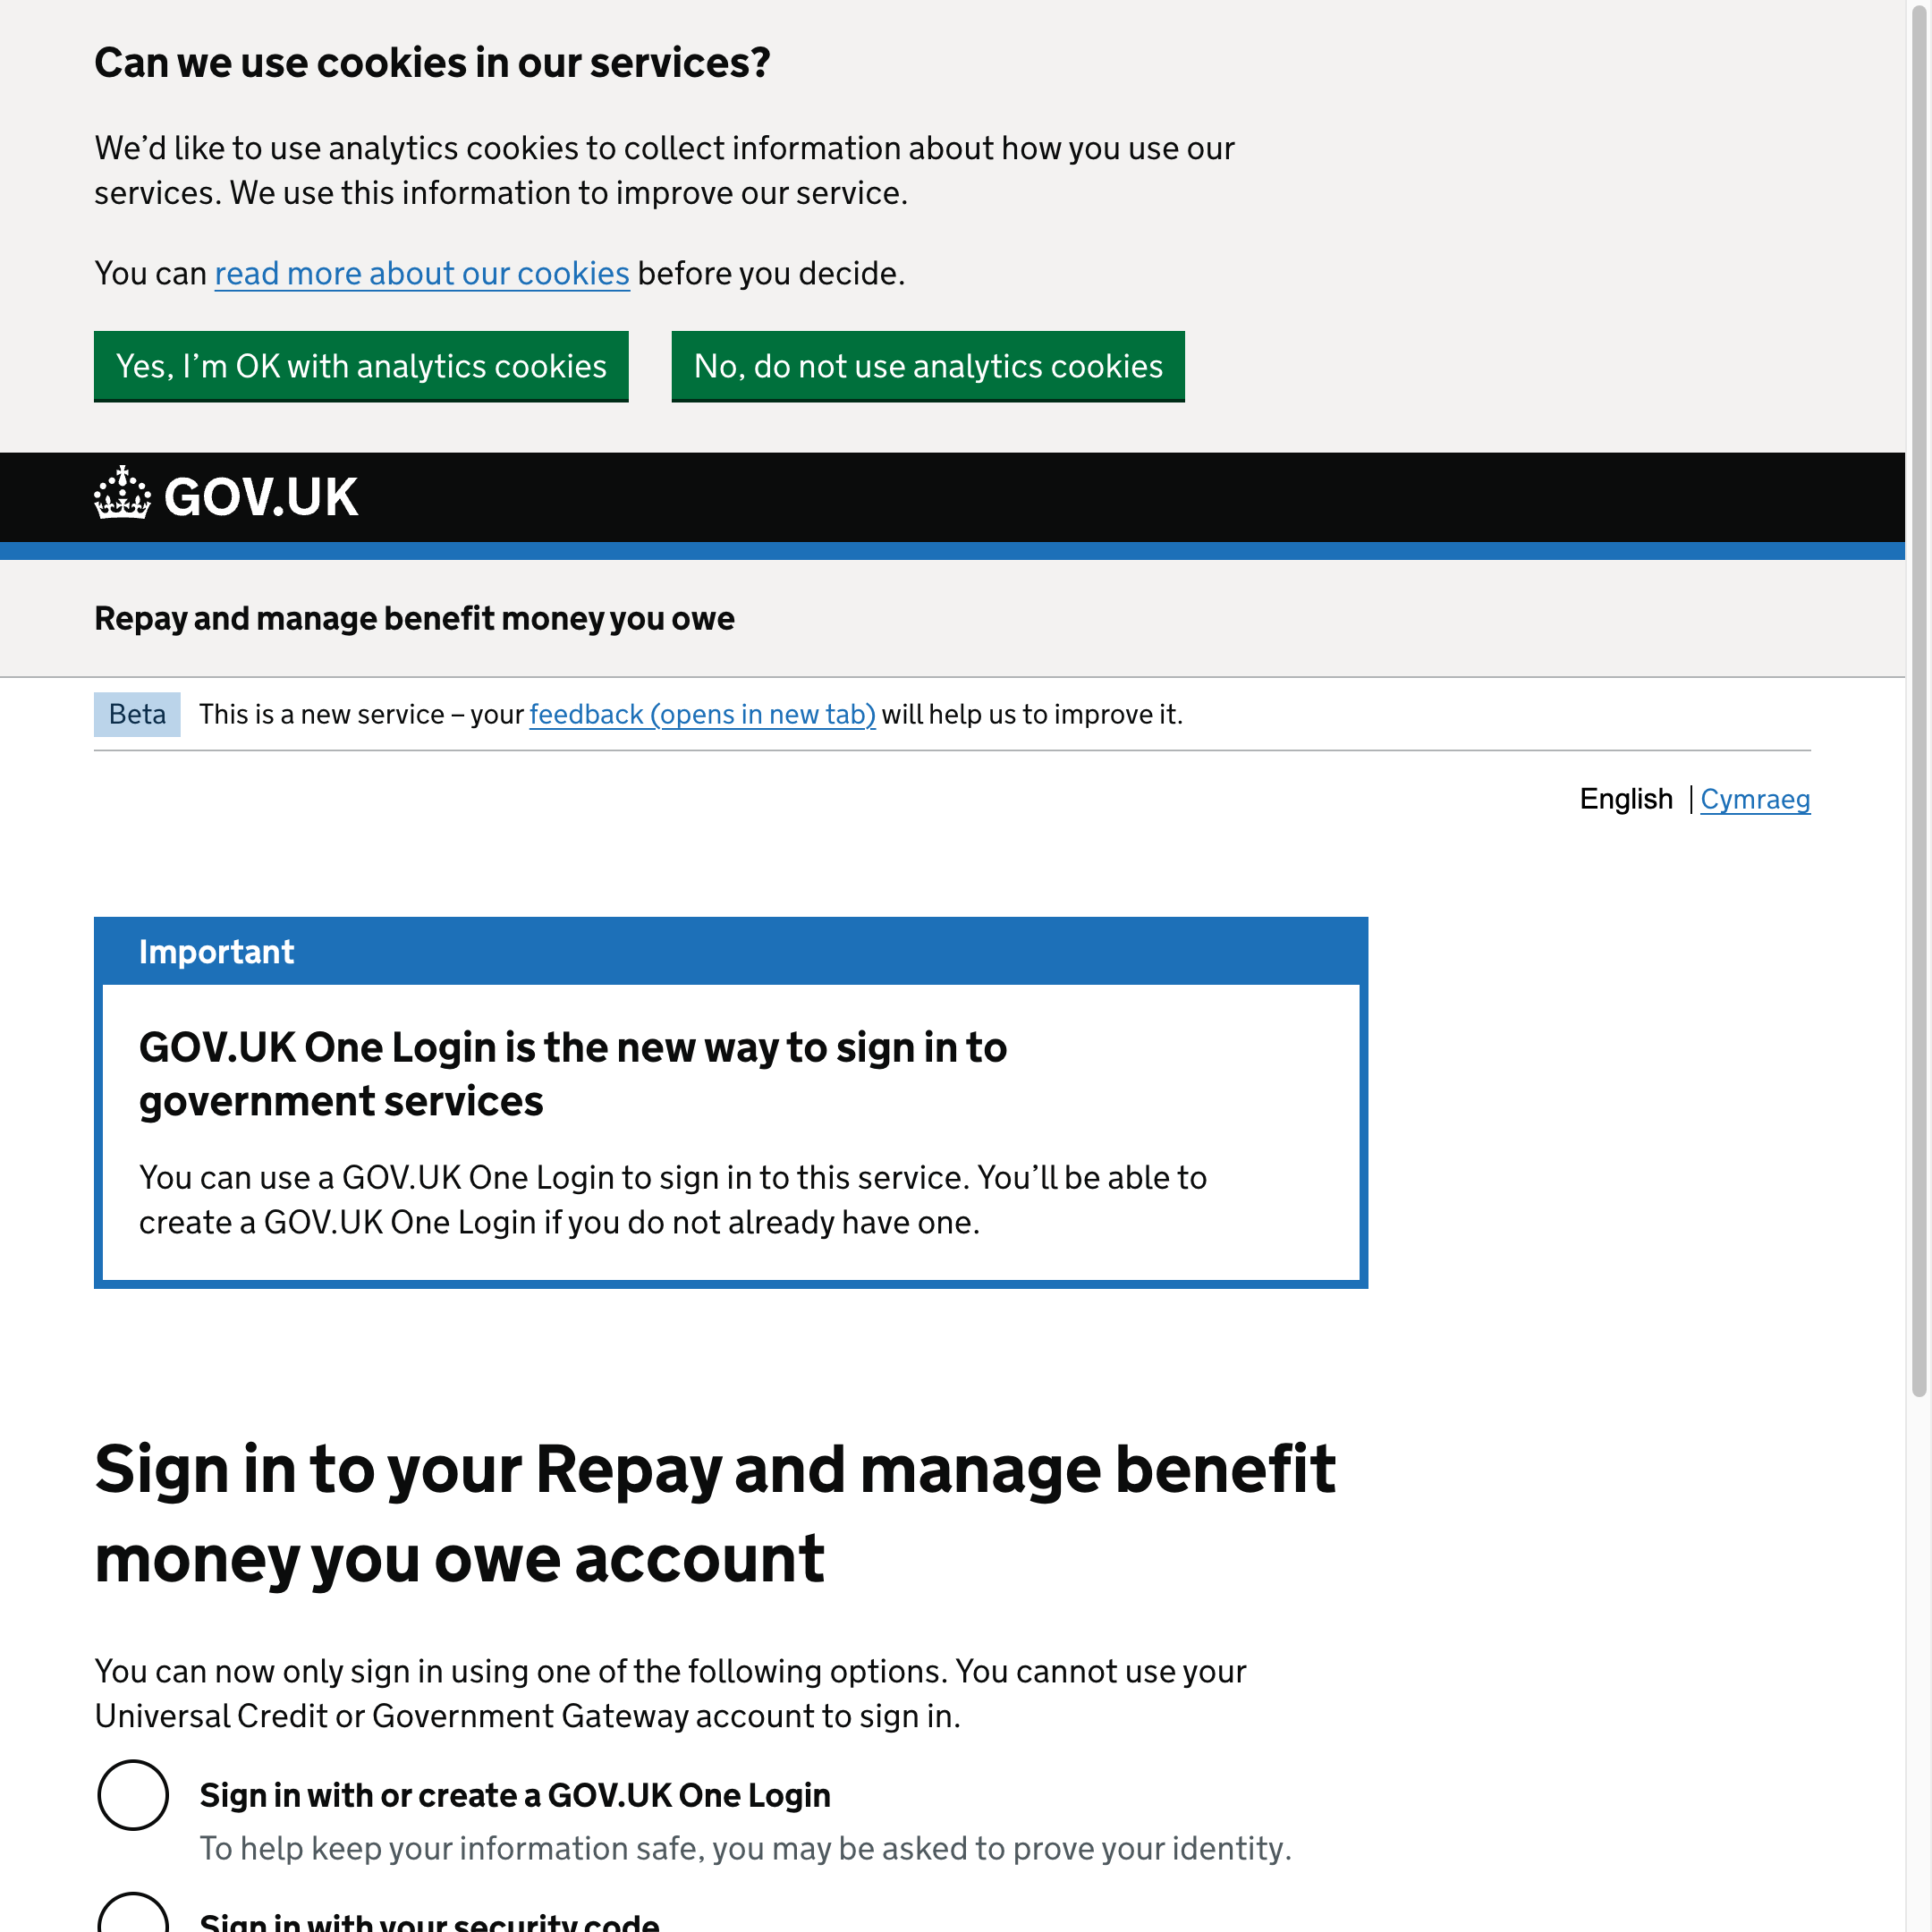 Can we use cookies in our services?
We’d like to use analytics cookies to collect information about how you use our
services. We use this information to improve our service.
You can read more about our cookies before you decide.
Yes, I’m OK with analytics cookies
No, do not use analytics cookies
GOV.UK
Repay and manage benefit money you owe
Beta
This is a new service – your feedback (opens in new tab) will help us to improve it.
English
Cymraeg
Important
GOV.UK One Login is the new way to sign in to
government services
You can use a GOV.UK One Login to sign in to this service. You’ll be able to
create a GOV.UK One Login if you do not already have one.
Sign in to your Repay and manage benefit
money you owe account
You can now only sign in using one of the following options. You cannot use your
Universal Credit or Government Gateway account to sign in.
Sign in with or create a GOV.UK One Login
To help keep your information safe, you may be asked to prove your identity.
Sign in with your security code